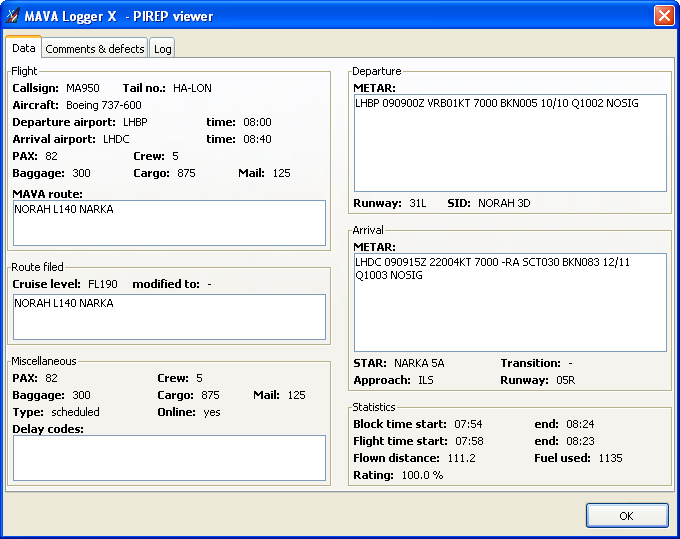 MAVA Logger X - PIREP viewer
Data
Comments & defects
Log
Flight
Callsign: MA950 Tail no.: HA-LON
Aircraft: Boeing 737-600
Departure airport: LHBP time: 08:00
Arrival airport: LHDC time: 08:40
PAX: 82 Crew: 5
Baggage: 300 Cargo: 875 Mail: 125
MAVA route:
NORAH L140 NARKA
Route filed
Cruise level: FL190 modified to: -
NORAH L140 NARKA
Miscellaneous
PAX: 82 Crew: 5
Baggage: 300 Cargo: 875 Mail: 125
Type: scheduled Online: yes
Delay codes:
Departure
METAR:
LHBP 090900Z VRB01KT 7000 BKN005 10/10 Q1002 NOSIG
Runway: 31L SID: NORAH 3D
Arrival
METAR:
LHDC 090915Z 22004KT 7000 -RA SCT030 BKN083 12/11
Q1003 NOSIG
STAR: NARKA 5A Transition: -
Approach: ILS Runway: 05R
Statistics
Block time start: 07:54 end: 08:24
Flight time start: 07:58 end: 08:23
Flown distance: 111.2 Fuel used: 1135
Rating: 100.0 %
OK